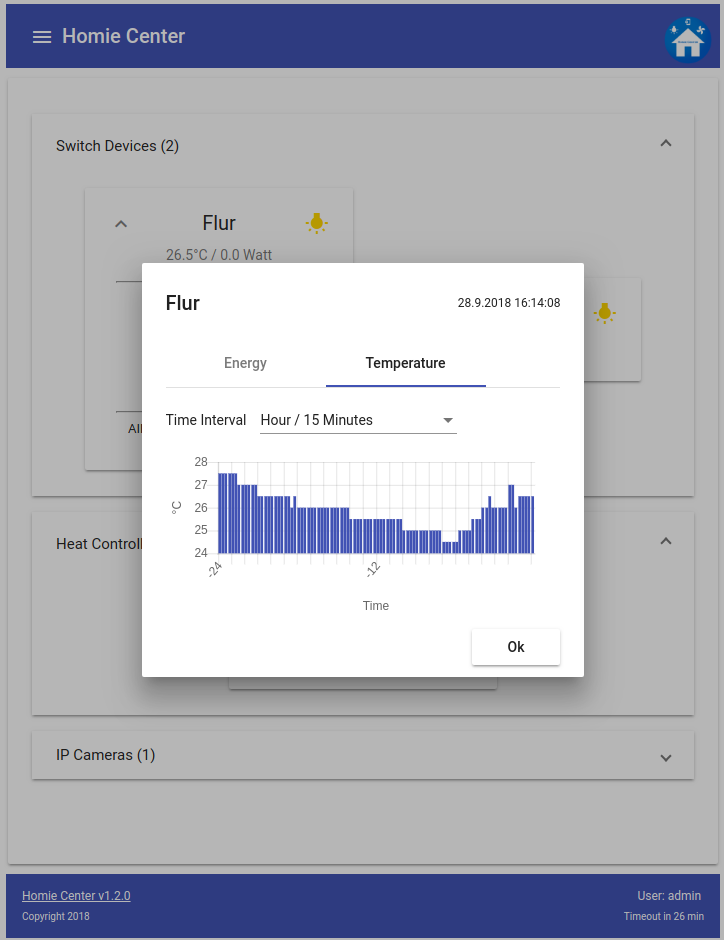 Homie Center
Switch Devices (2)
Flur
26.5°C / 0.0 Watt
Flur
28.9.2018 16:14:08
Energy
Temperature
Time Interval
Hour / 15 Minutes
28
27
26
25
24
°C
-24
-12
Time
All
Ok
Heat Controll
IP Cameras (1)
Homie Center v1.2.0
User: admin
Copyright 2018
Timeout in 26 min